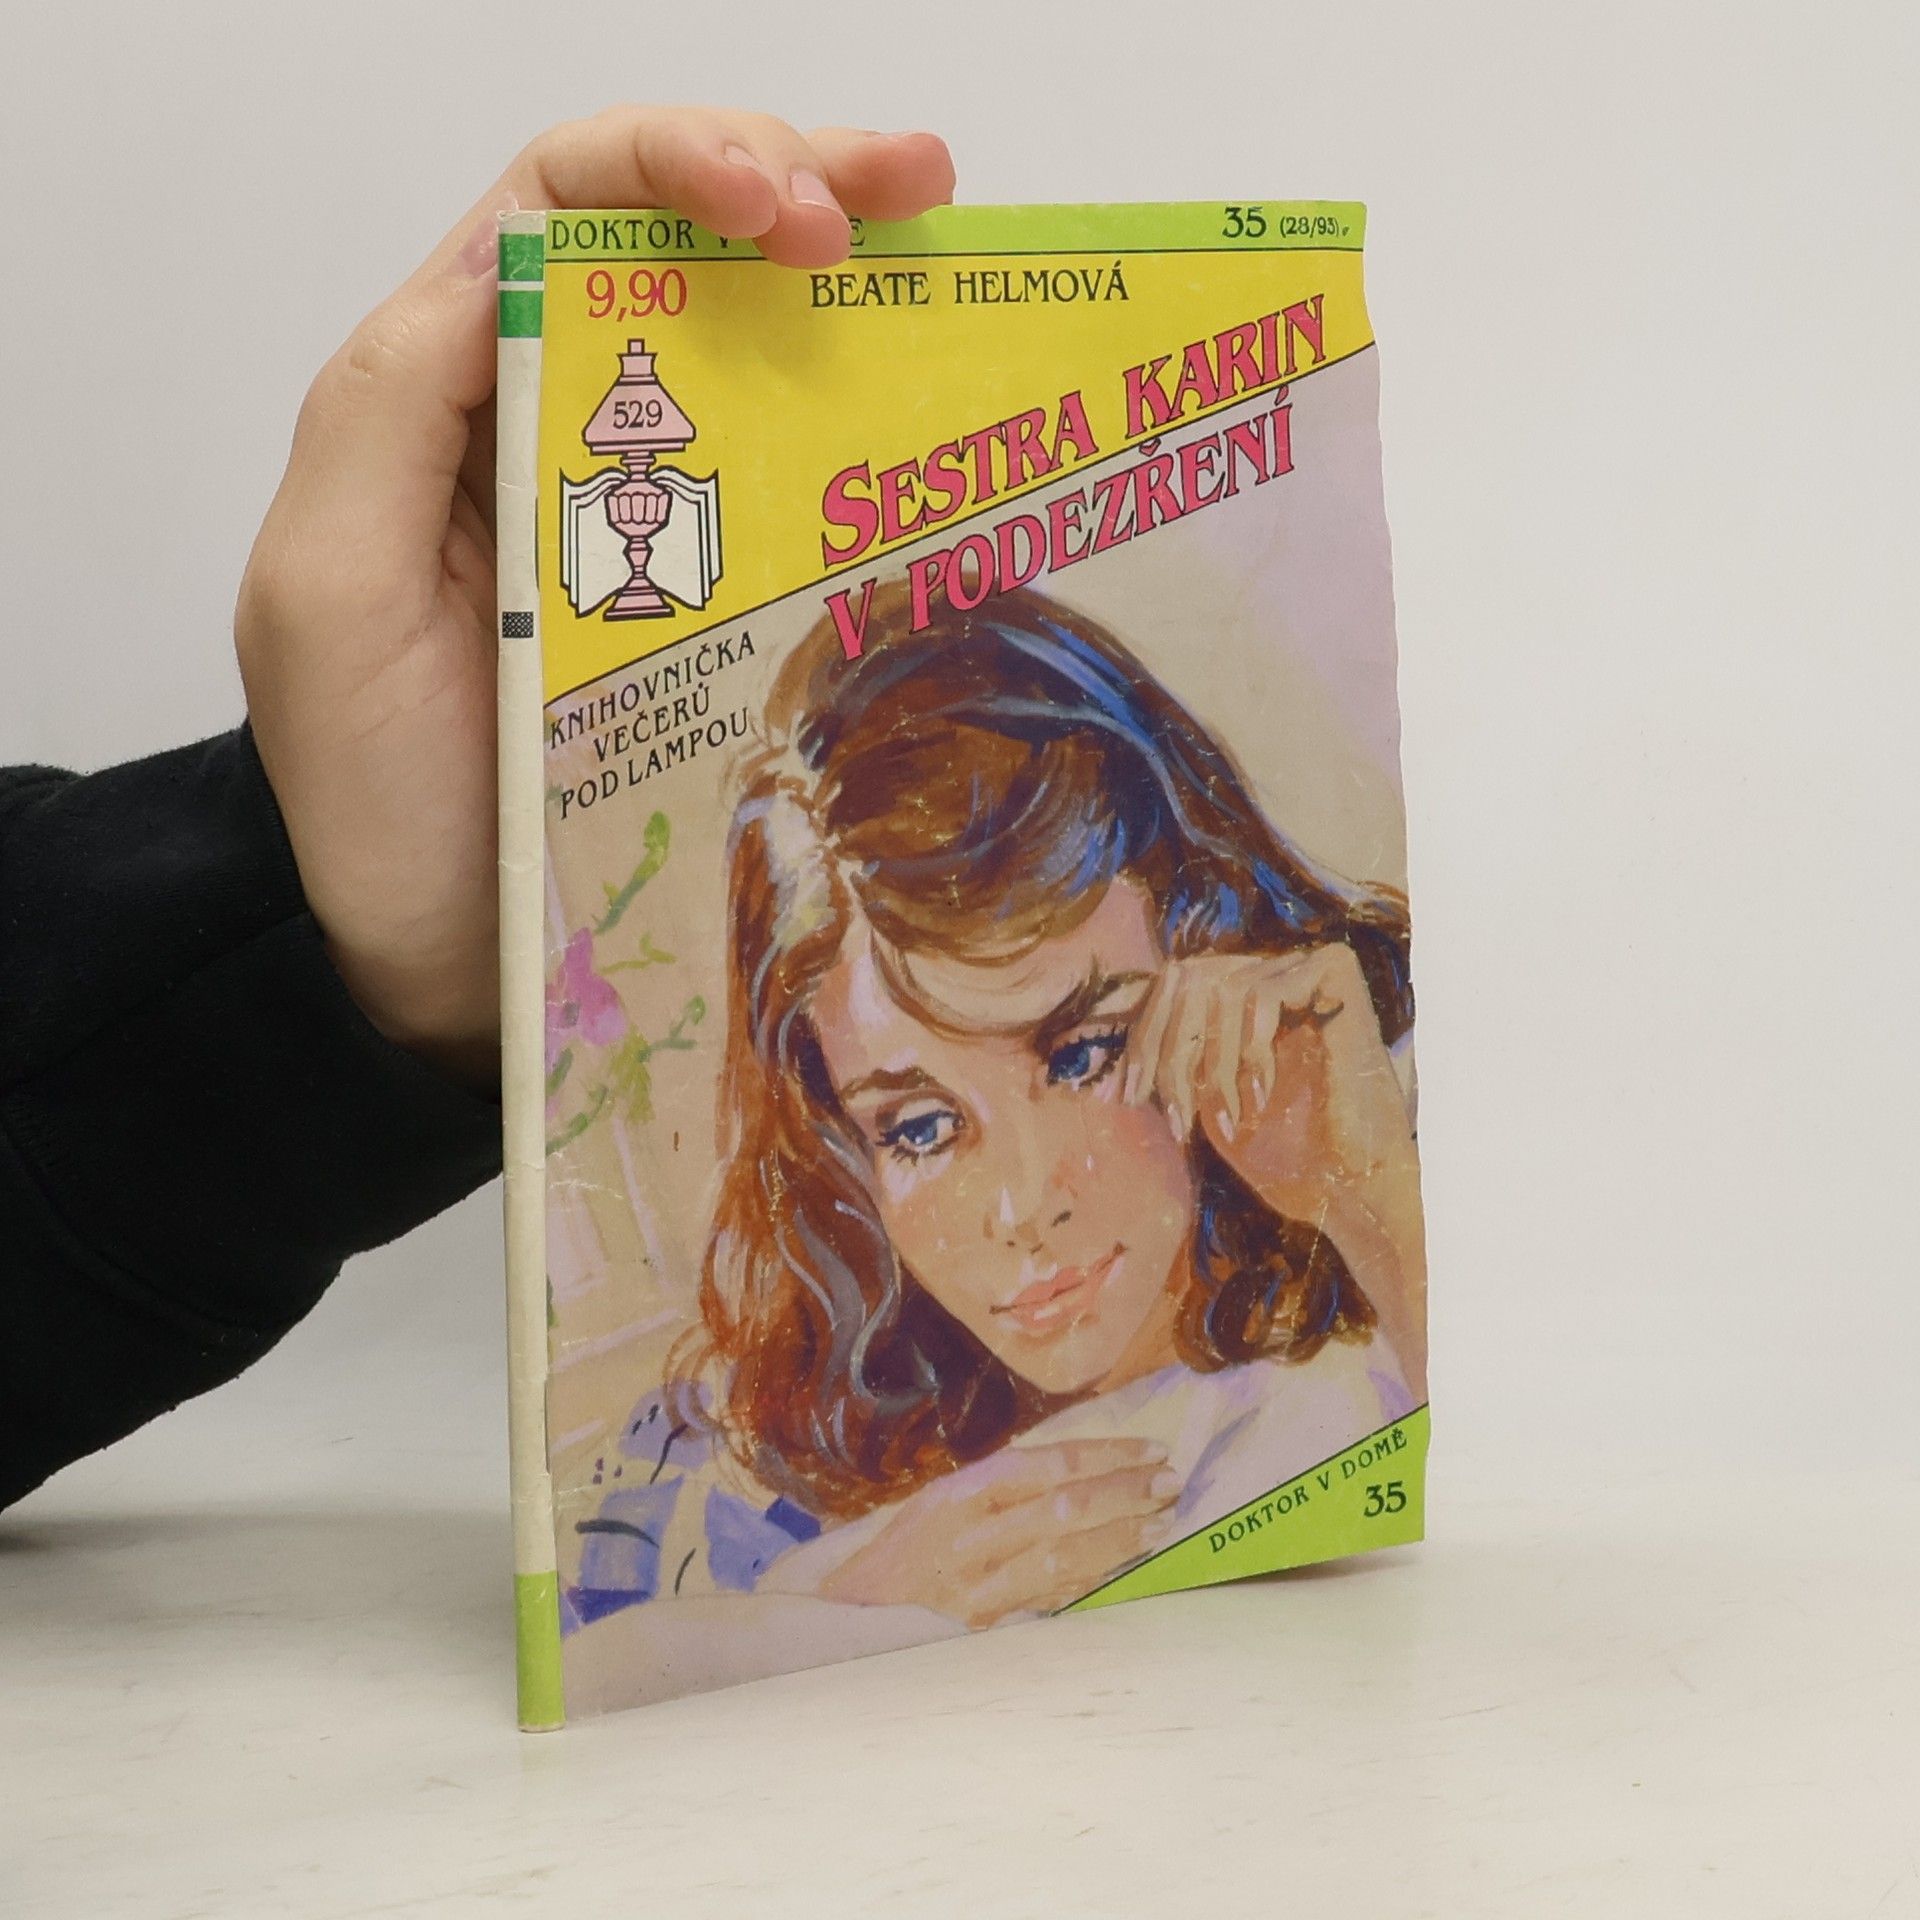 DOKTOR V
35 (28/93)
9,90
BEATE HELMOVÁ
SESTRA KARIN
V PODEZŘENÍ
529
KNIHOVNIČKA
VEČERŮ
POD LAMPOU
DOKTOR V DOMĚ
35